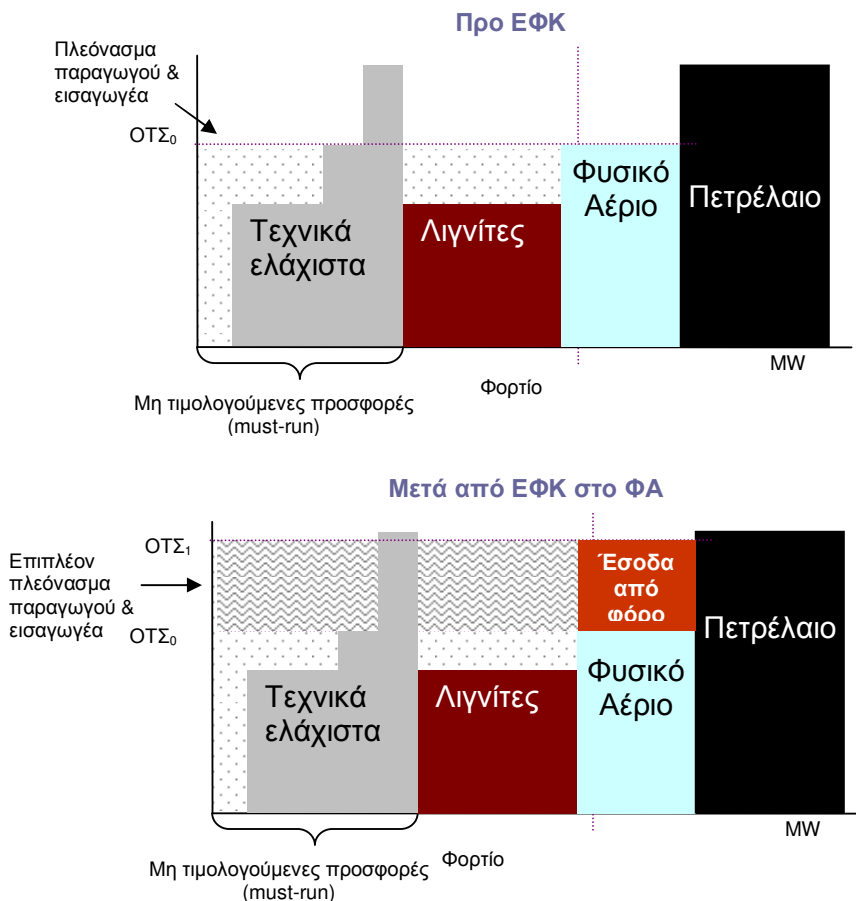 Προ ΕΦΚ
Πλεόνασμα
παραγωγού &
εισαγωγέα
ΟΤΣ₀
Τεχνικά
ελάχιστα
Λιγνίτες
Φυσικό
Αέριο
Πετρέλαιο
MW
Φορτίο
Μη τιμολογούμενες προσφορές
(must-run)
Μετά από ΕΦΚ στο ΦΑ
ΟΤΣ₁
Επιπλέον
πλεόνασμα
παραγωγού &
εισαγωγέα
ΟΤΣ₀
Έσοδα
από
φόρο
Τεχνικά
ελάχιστα
Λιγνίτες
Φυσικό
Αέριο
Πετρέλαιο
MW
Φορτίο
Μη τιμολογούμενες προσφορές
(must-run)